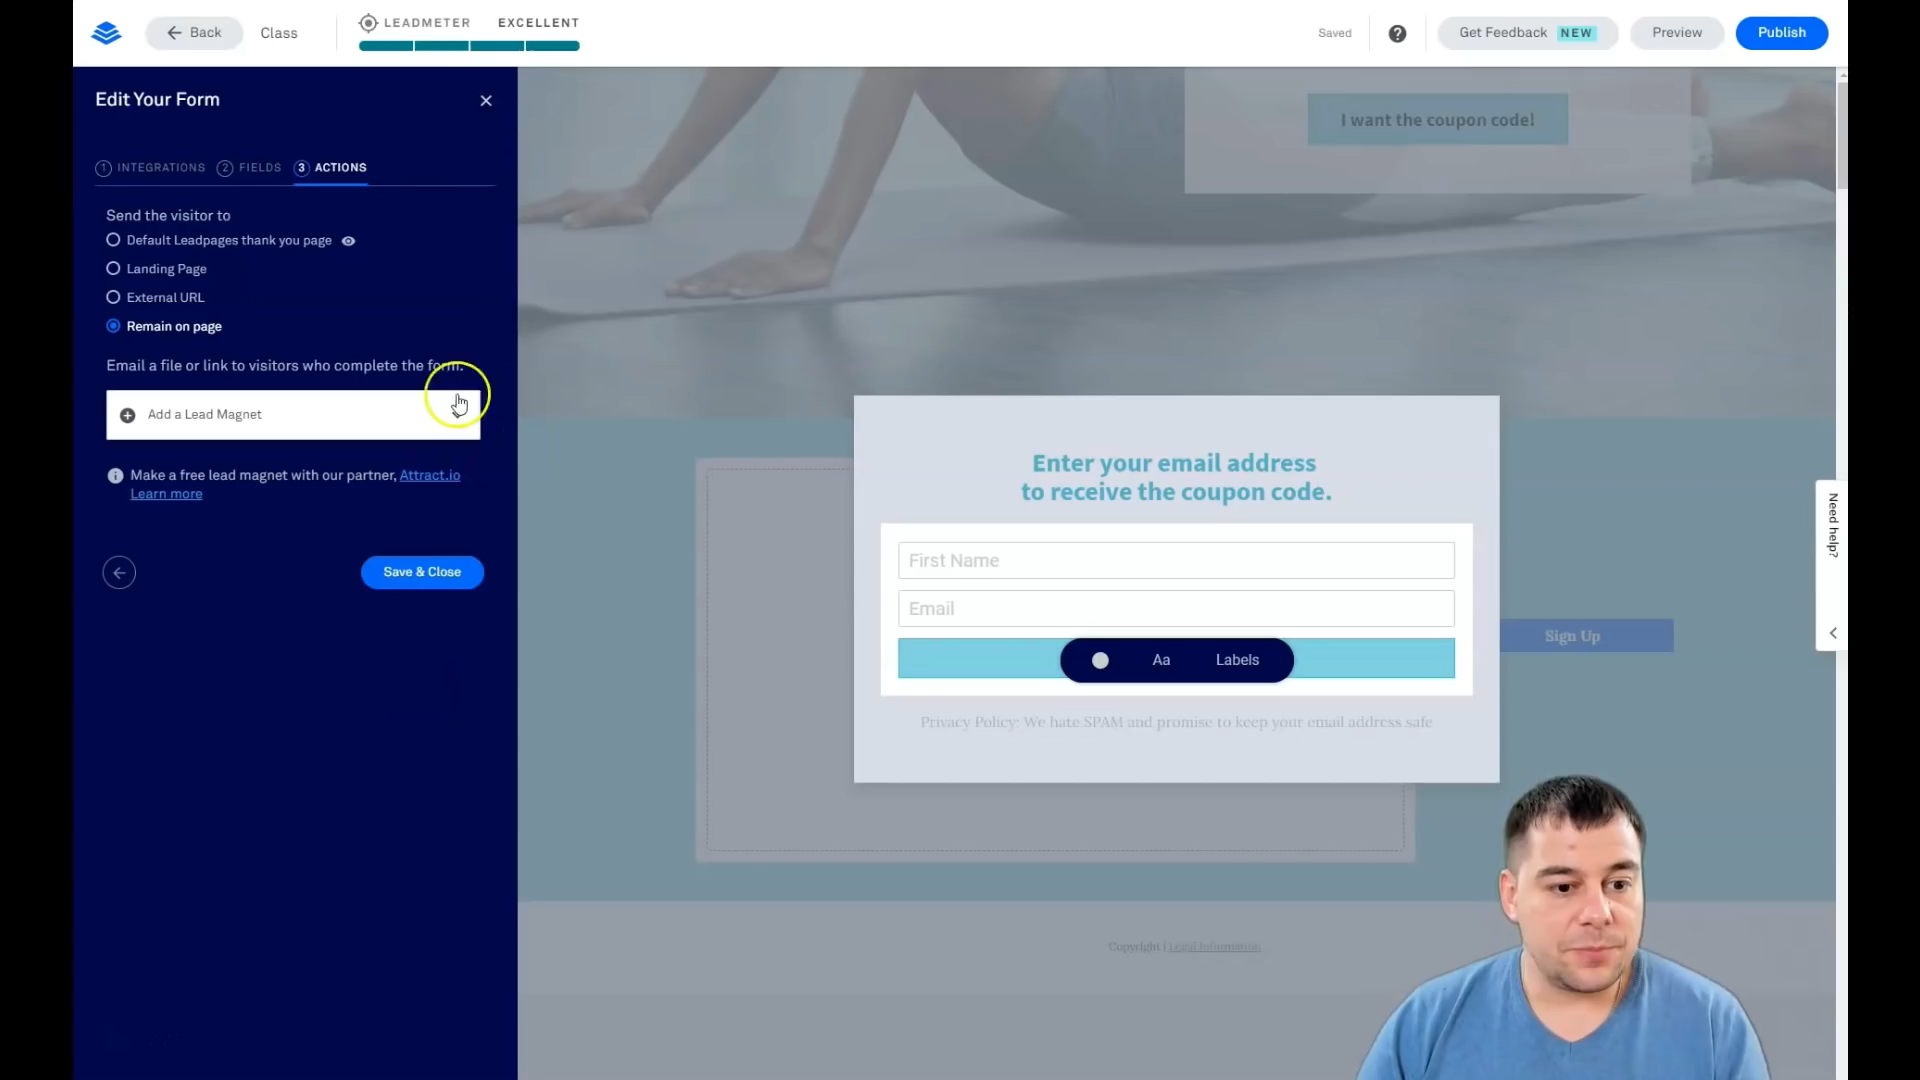 Back
Class
LEADMETER EXCELLENT
Saved
?
Get Feedback NEW
Preview
Publish
Edit Your Form
1 INTEGRATIONS 2 FIELDS 3 ACTIONS
Send the visitor to
Default Leadpages thank you page
Landing Page
External URL
Remain on page
Email a file or link to visitors who complete the form.
Add a Lead Magnet
Make a free lead magnet with our partner, Attract.io
Learn more
Save & Close
I want the coupon code!
Enter your email address
to receive the coupon code.
First Name
Email
Aa Labels
Privacy Policy: We hate SPAM and promise to keep your email address safe
Sign Up
Need help?
Copyright | Legal Information